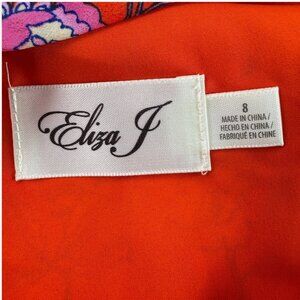 Eliza J
8
MADE IN CHINA /
HECHO EN CHINA /
FABRIQUÉ EN CHINE